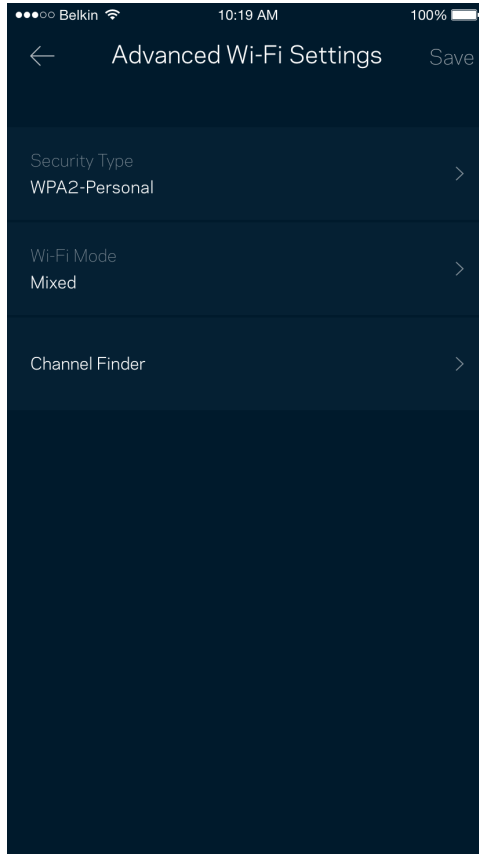 Belkin 10:19 AM 100%
Advanced Wi-Fi Settings Save
Security Type
WPA2-Personal
Wi-Fi Mode
Mixed
Channel Finder